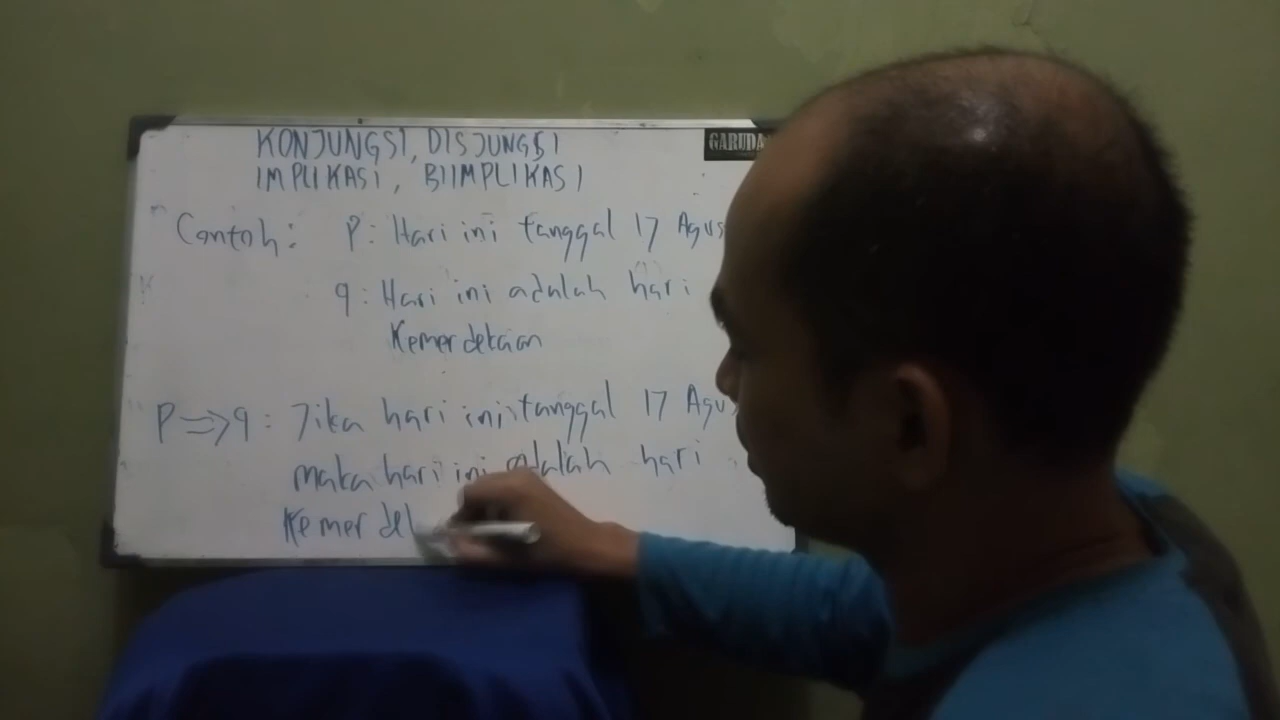 KONJUNGSI, DISJUNGSI
IMPLIKASI, BIIMPLIKASI
GARUDA
Contoh: P: Hari ini tanggal 17 Agus
q: Hari ini adalah hari
Kemerdekaan
P => q: Jika hari ini tanggal 17 Agus
maka hari ini adalah hari
Kemerdek